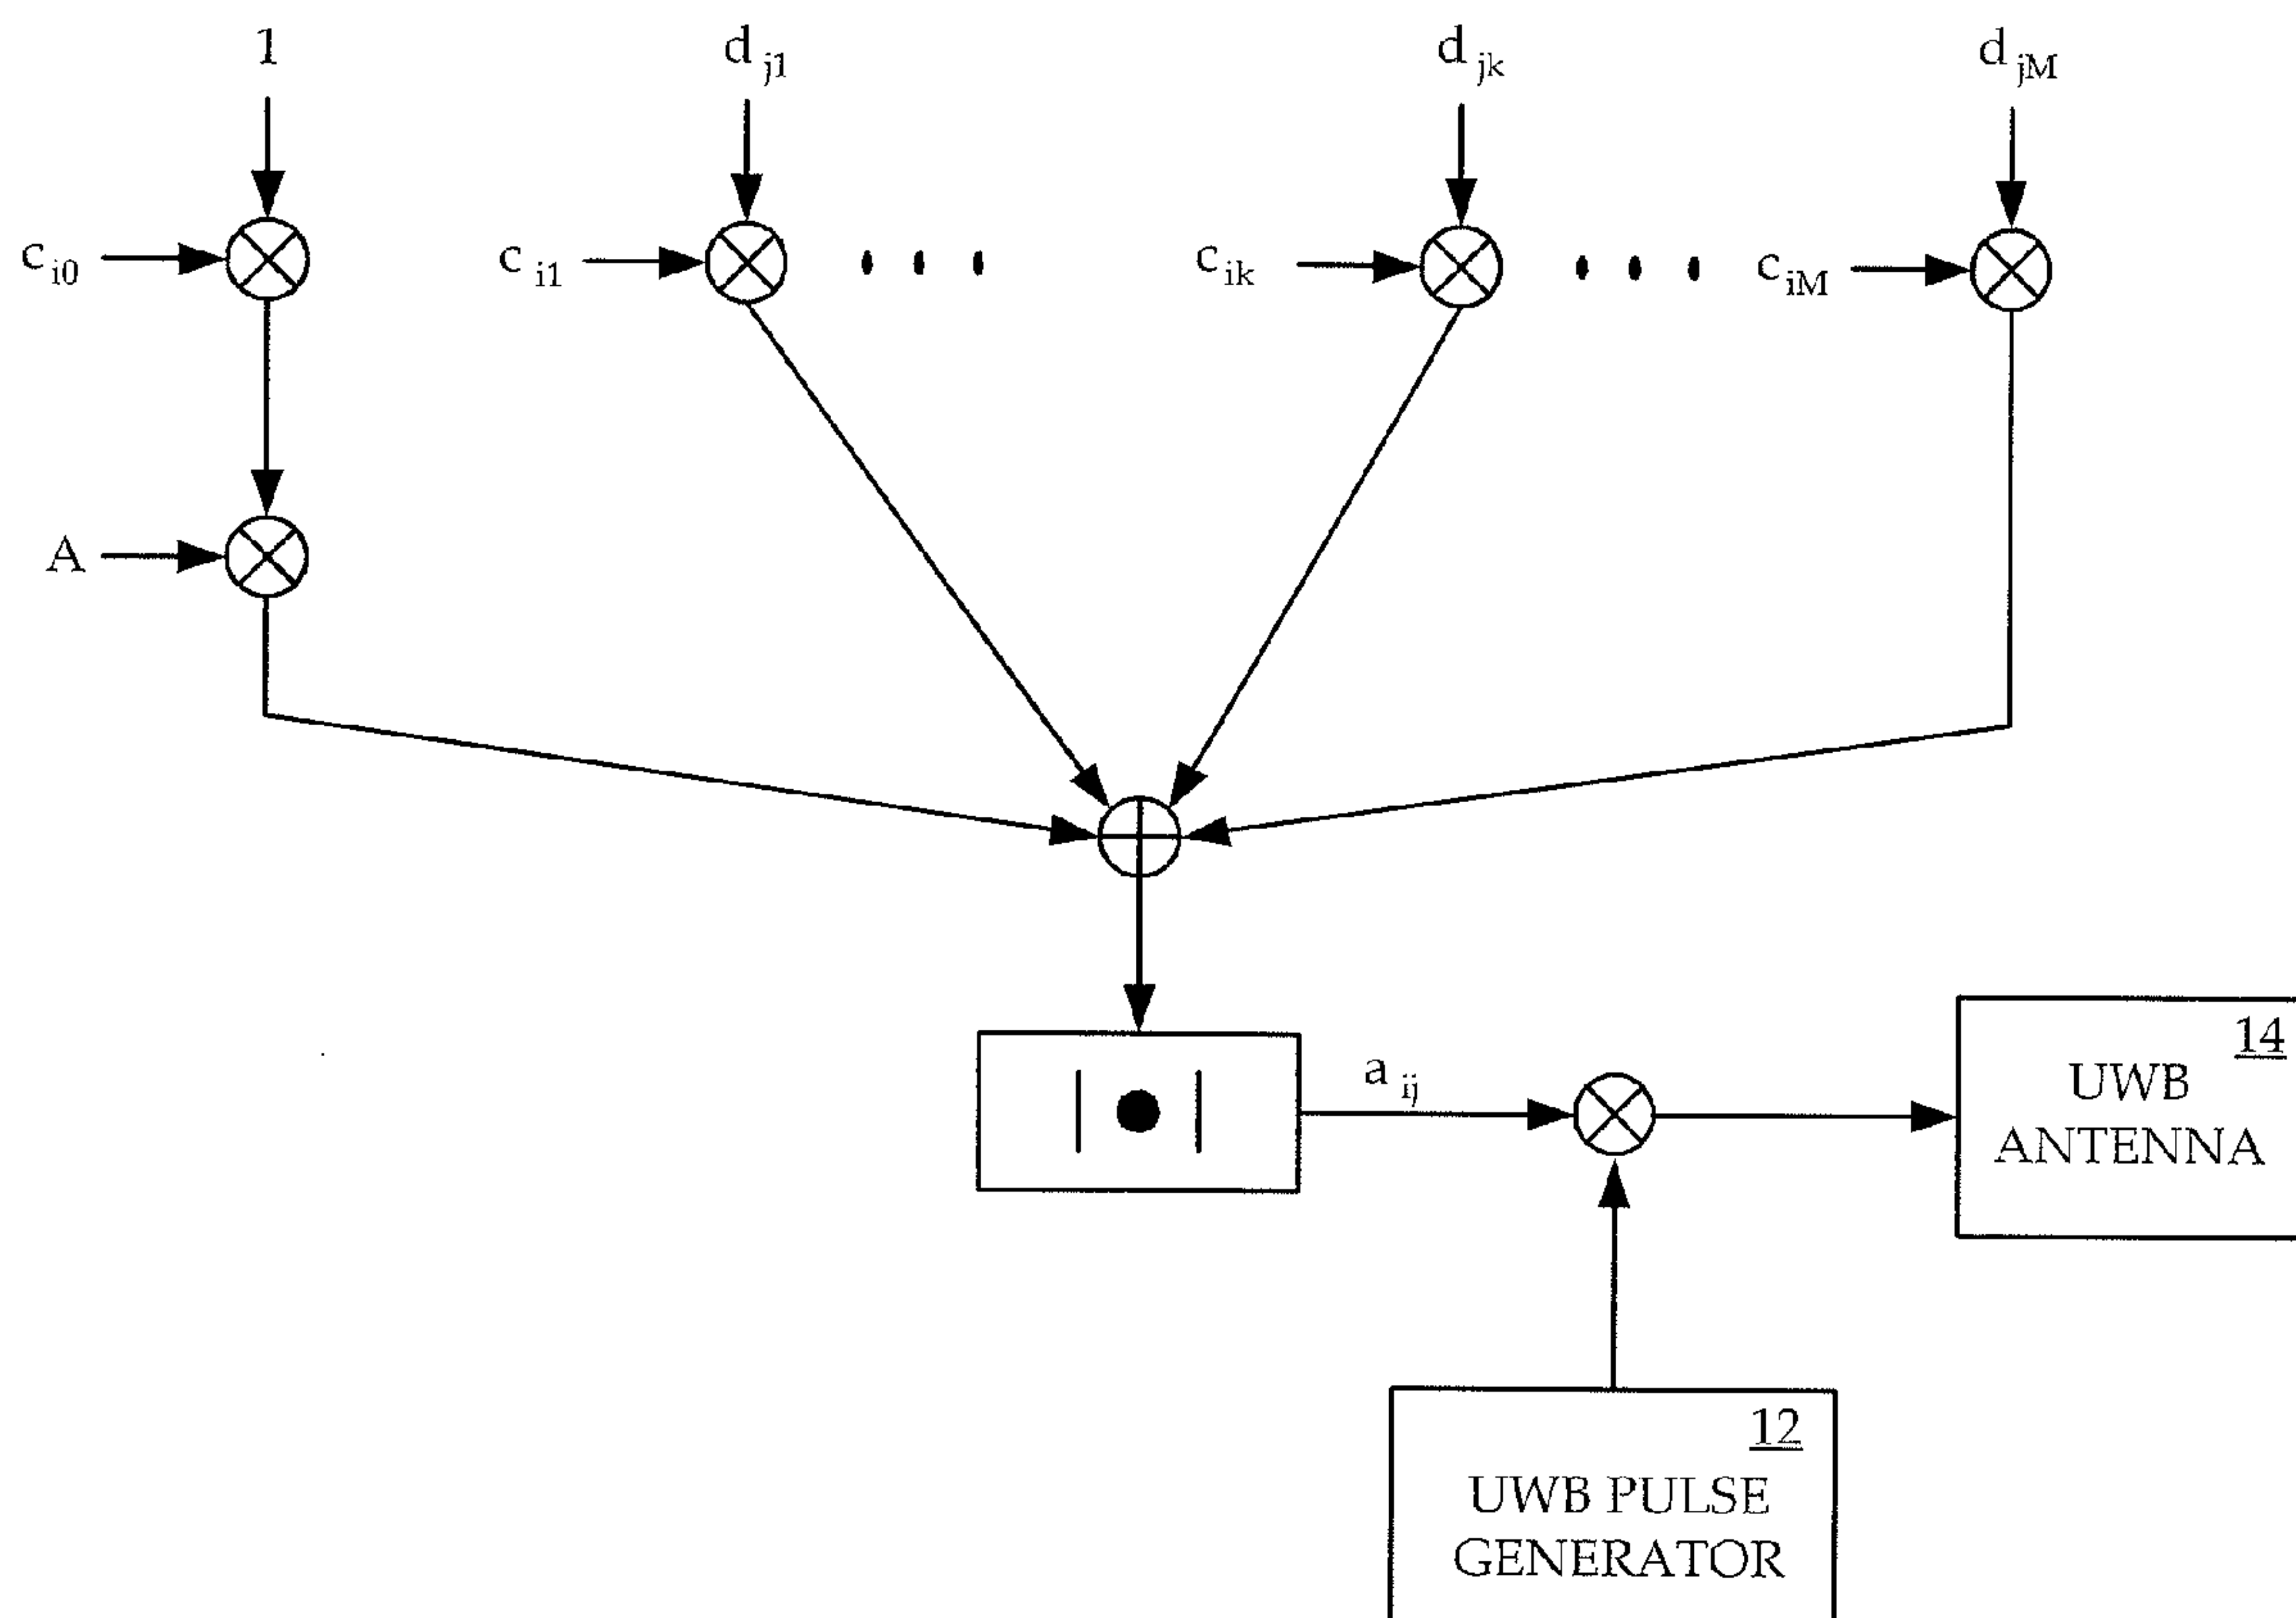 1 d j1 d jk d jM
c i0 c i1 • • • c ik • • • c iM
A
| • |
a ij
14
UWB
ANTENNA
12
UWB PULSE
GENERATOR